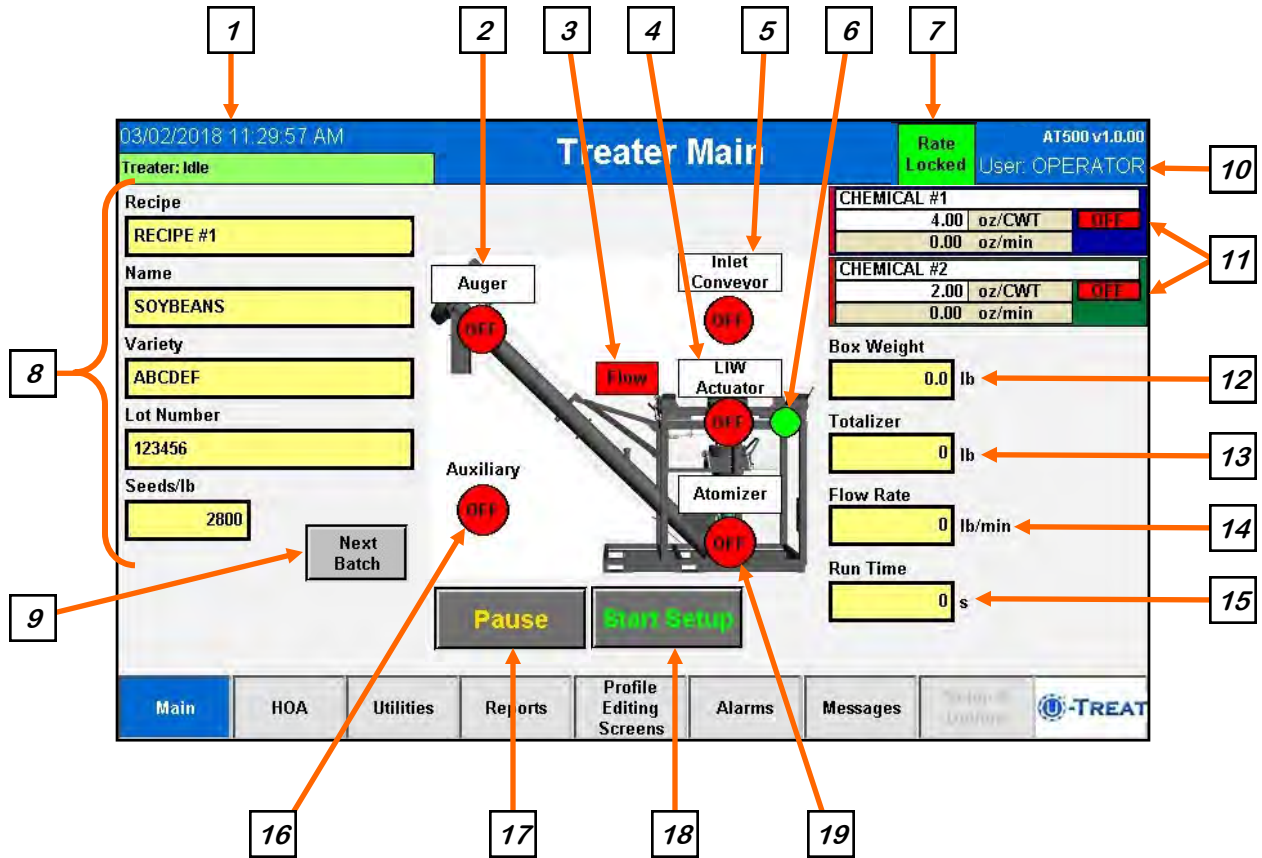 1
2
3
4
5
6
7
03/02/2018 11:29:57 AM
Treater Main
Rate
Locked
AT500 v1.0.00
User: OPERATOR
10
Treater: Idle
8
Recipe
RECIPE #1
Name
SOYBEANS
Variety
ABCDEF
Lot Number
123456
Seeds/lb
2800
Next
Batch
9
Auger
OFF
Inlet
Conveyor
OFF
Flow
LIW
Actuator
OFF
Auxiliary
OFF
Atomizer
OFF
CHEMICAL #1
4.00 oz/CWT OFF
0.00 oz/min
CHEMICAL #2
2.00 oz/CWT OFF
0.00 oz/min
11
Box Weight
0.0 lb
12
Totalizer
0 lb
13
Flow Rate
0 lb/min
14
Run Time
0 s
15
Pause
Start Setup
Main
HOA
Utilities
Reports
Profile
Editing
Screens
Alarms
Messages
U-TREAT
16
17
18
19